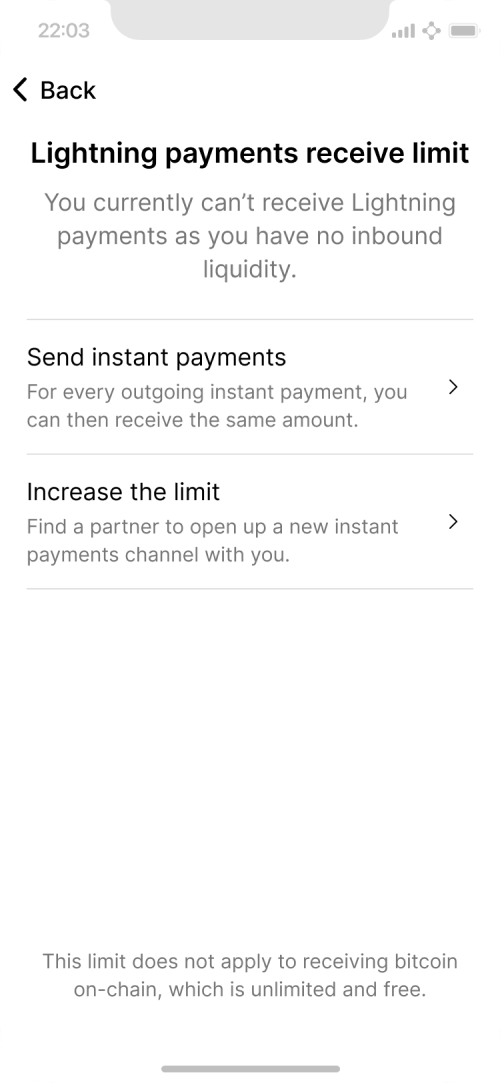 22:03
Back
Lightning payments receive limit
You currently can’t receive Lightning
payments as you have no inbound
liquidity.
Send instant payments
For every outgoing instant payment, you
can then receive the same amount.
Increase the limit
Find a partner to open up a new instant
payments channel with you.
This limit does not apply to receiving bitcoin
on-chain, which is unlimited and free.